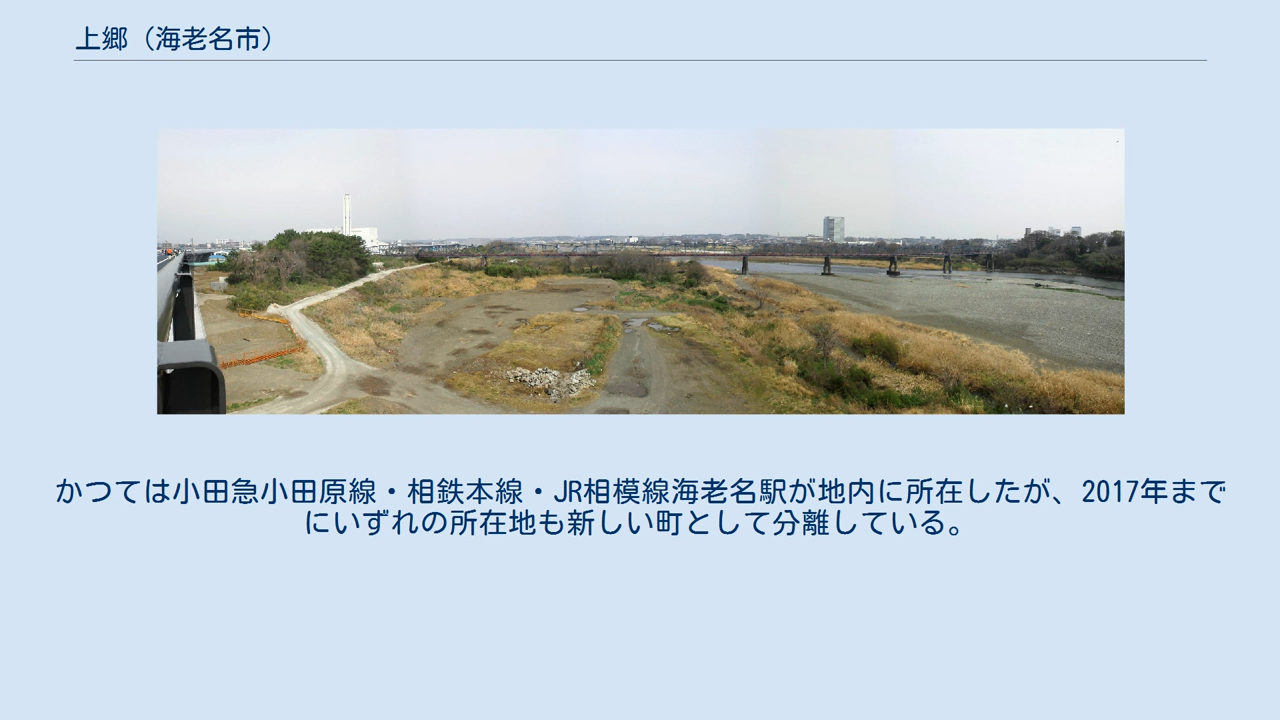 上郷（海老名市）
かつては小田急小田原線・相鉄本線・JR相模線海老名駅が地内に所在したが、2017年まで
にいずれの所在地も新しい町として分離している。